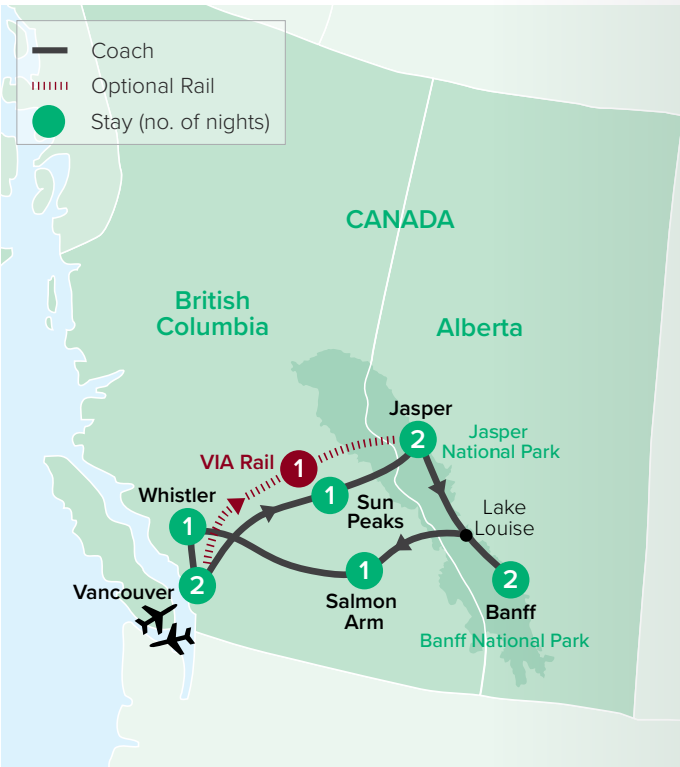 Coach
Optional Rail
Stay (no. of nights)
CANADA
British
Columbia
Alberta
Jasper
2
Jasper
National Park
VIA Rail
1
Whistler
1
1
Sun
Peaks
Lake
Louise
Vancouver
2
1
Salmon
Arm
2
Banff
Banff National Park